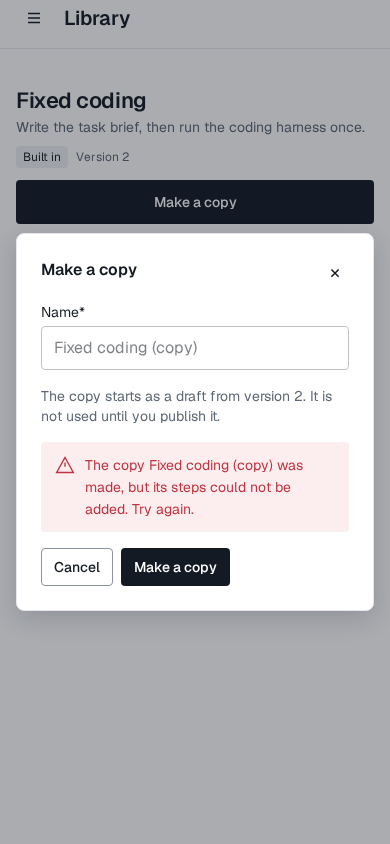 Library
Fixed coding
Write the task brief, then run the coding harness once.
Built in Version 2
Make a copy
Make a copy
Name*
Fixed coding (copy)
The copy starts as a draft from version 2. It is
not used until you publish it.
The copy Fixed coding (copy) was
made, but its steps could not be
added. Try again.
Cancel Make a copy